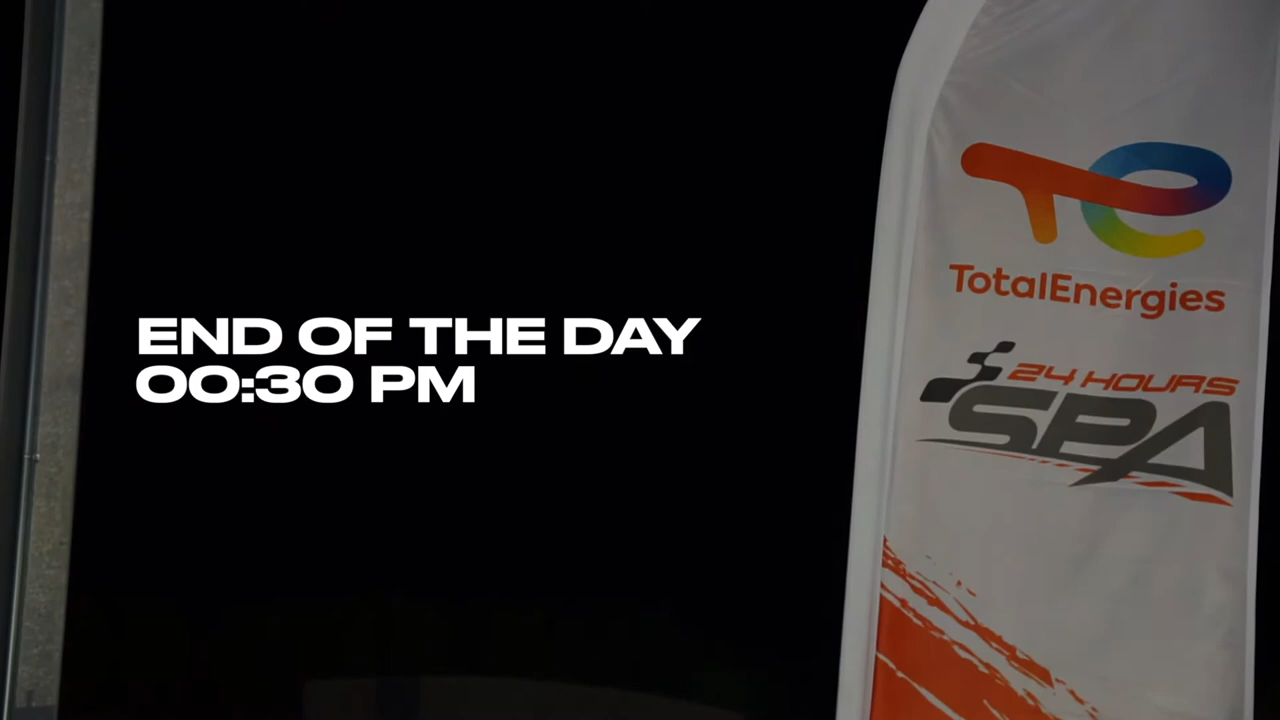 END OF THE DAY
00:30 PM
TotalEnergies
24 HOURS
SPA